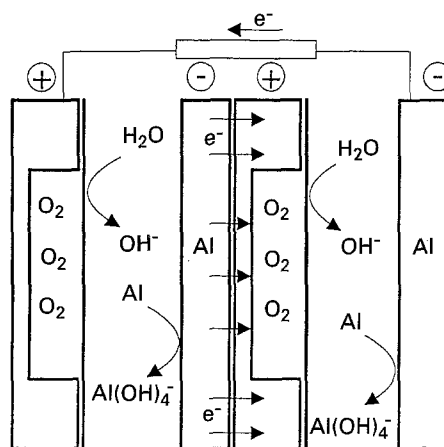 e⁻
+ - + -
e⁻
H₂O H₂O
O₂ O₂
OH⁻ Al OH⁻ Al
O₂ O₂
Al Al
O₂ O₂
Al(OH)₄⁻
e⁻ Al(OH)₄⁻